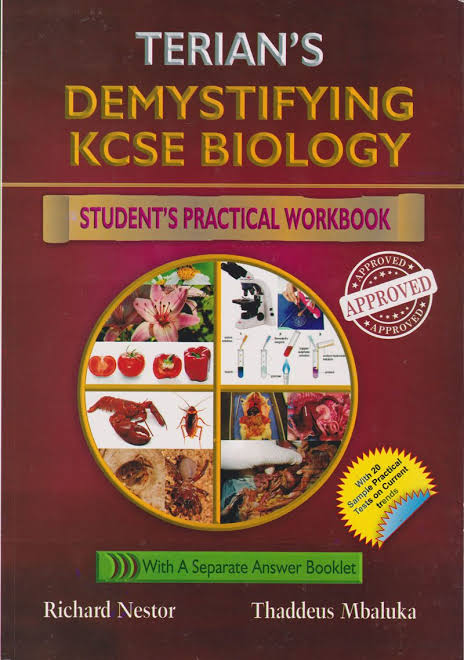 TERIAN'S
DEMYSTIFYING
KCSE BIOLOGY
STUDENT'S PRACTICAL WORKBOOK
APPROVED
APPROVED
APPROVED
With 20
Sample Practical
Tests on Current
trends
With A Separate Answer Booklet
Richard Nestor
Thaddeus Mbaluka